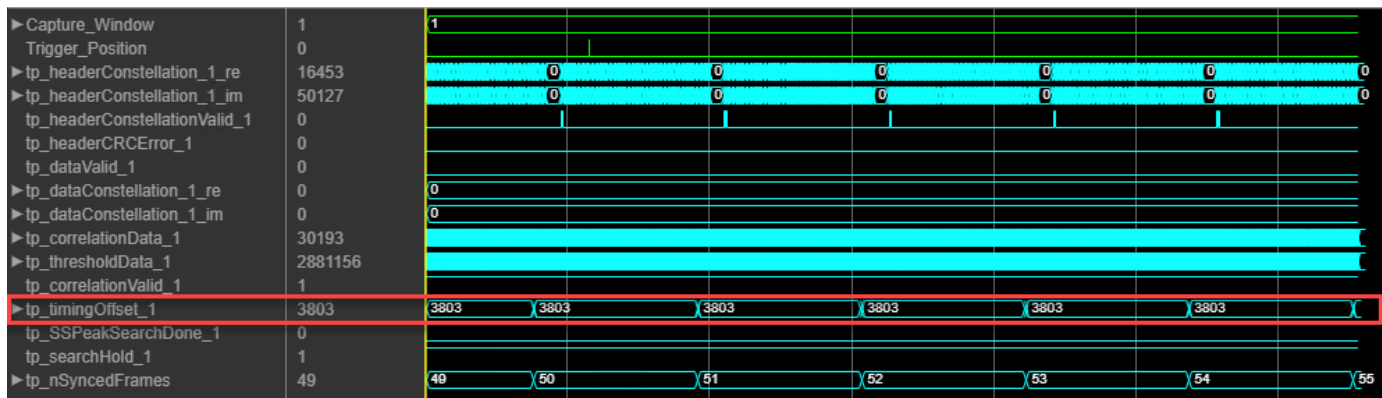 Capture_Window 1 1
Trigger_Position 0
tp_headerConstellation_1_re 16453 0 0 0 0 0 0
tp_headerConstellation_1_im 50127 0 0 0 0 0 0
tp_headerConstellationValid_1 0
tp_headerCRCError_1 0
tp_dataValid_1 0
tp_dataConstellation_1_re 0 0
tp_dataConstellation_1_im 0 0
tp_correlationData_1 30193
tp_thresholdData_1 2881156
tp_correlationValid_1 1
tp_timingOffset_1 3803 3803 3803 3803 3803 3803 3803
tp_SSPeakSearchDone_1 0
tp_searchHold_1 1
tp_nSyncedFrames 49 49 50 51 52 53 54 55